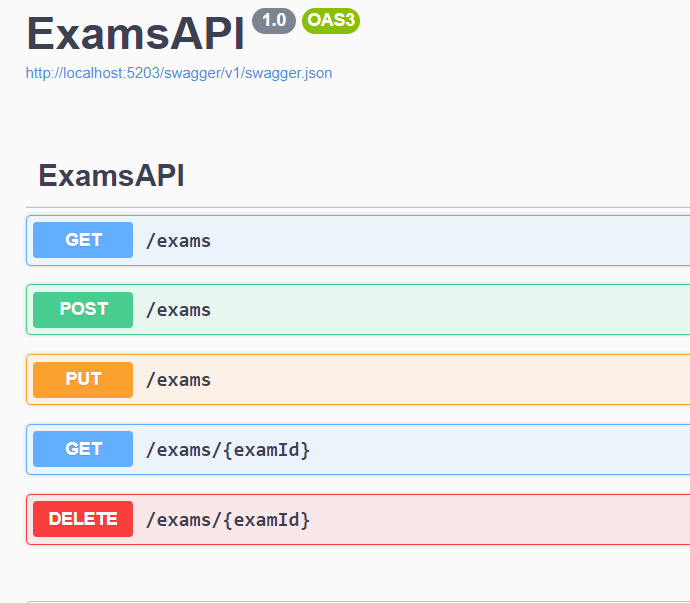 ExamsAPI 1.0 OAS3
http://localhost:5203/swagger/v1/swagger.json
ExamsAPI
GET /exams
POST /exams
PUT /exams
GET /exams/{examId}
DELETE /exams/{examId}